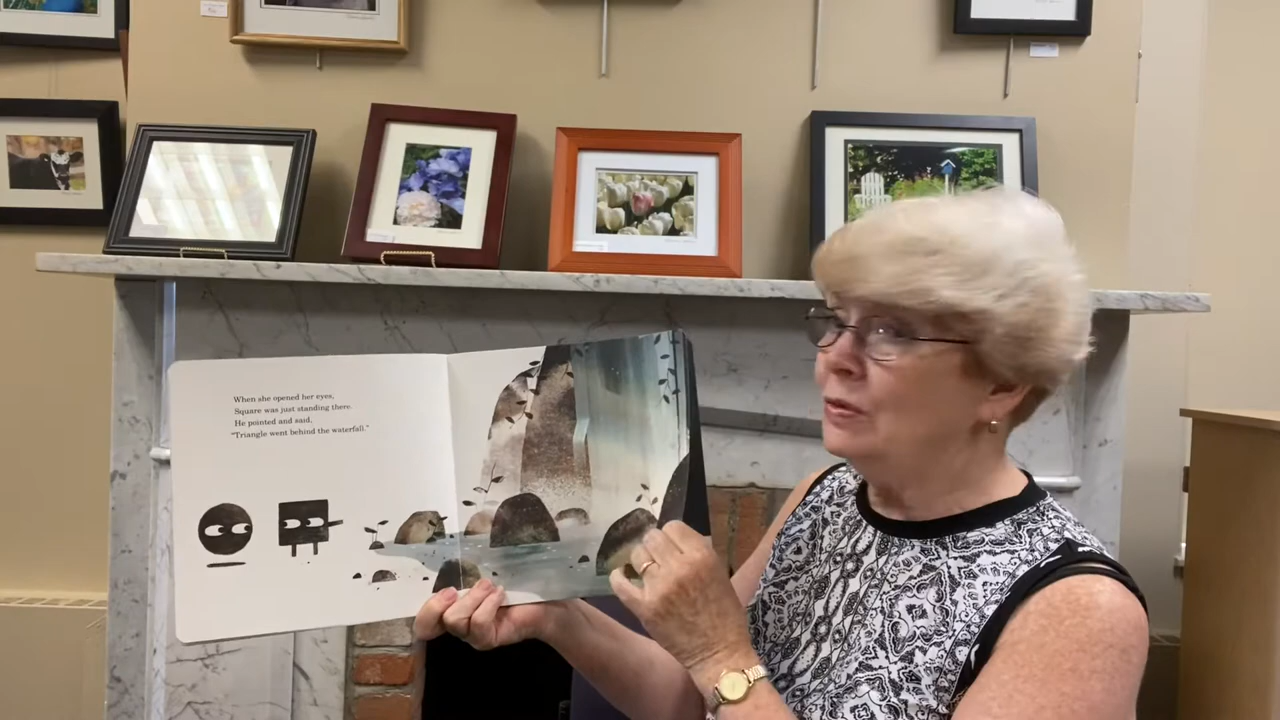 When she opened her eyes,
Square was just standing there.
He pointed and said,
"Triangle went behind the waterfall."